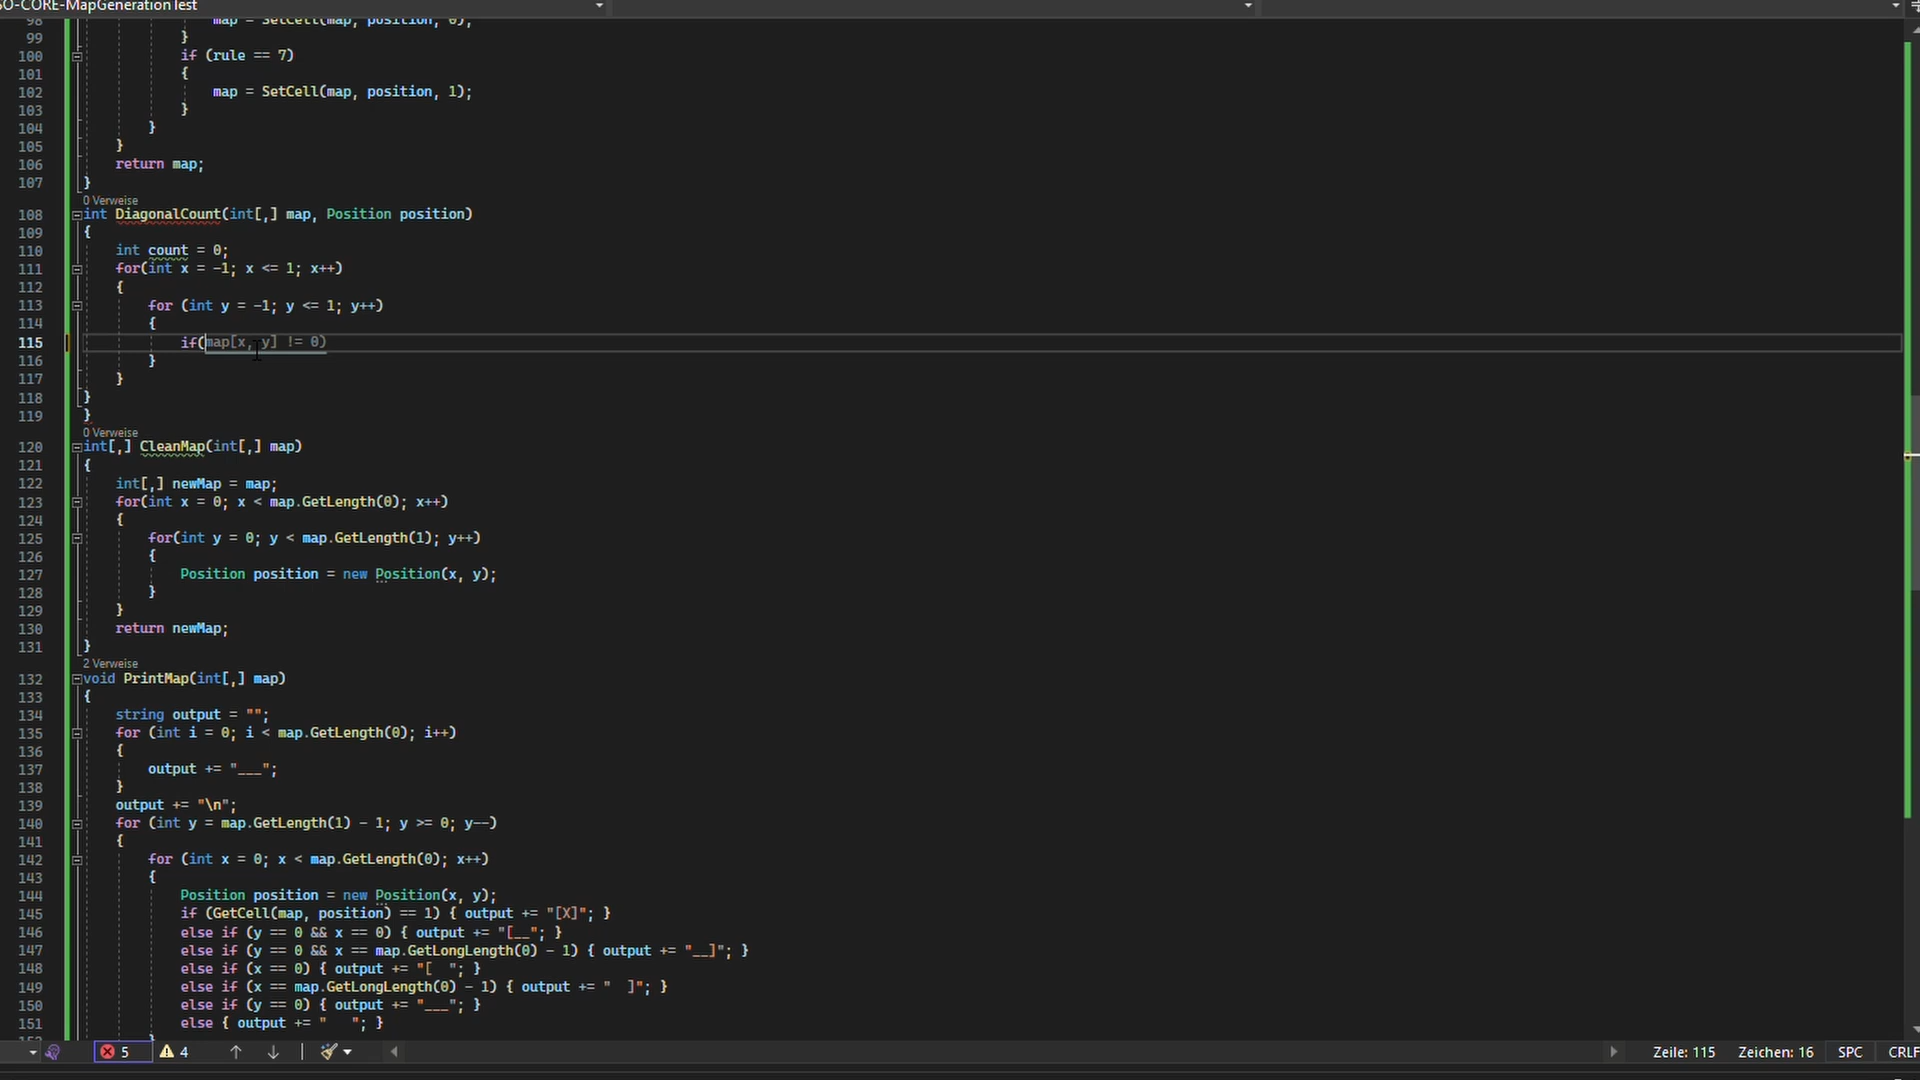 SO-CORE-MapGenerationTest
98 map = SetCell(map, position, 0);
99 }
100 if (rule == 7)
101 {
102 map = SetCell(map, position, 1);
103 }
104 }
105 }
106 return map;
107 }
0 Verweise
108 int DiagonalCount(int[,] map, Position position)
109 {
110 int count = 0;
111 for(int x = -1; x <= 1; x++)
112 {
113 for (int y = -1; y <= 1; y++)
114 {
115 if(map[x, y] != 0)
116 }
117 }
118 }
119 }
0 Verweise
120 int[,] CleanMap(int[,] map)
121 {
122 int[,] newMap = map;
123 for(int x = 0; x < map.GetLength(0); x++)
124 {
125 for(int y = 0; y < map.GetLength(1); y++)
126 {
127 Position position = new Position(x, y);
128 }
129 }
130 return newMap;
131 }
2 Verweise
132 void PrintMap(int[,] map)
133 {
134 string output = "";
135 for (int i = 0; i < map.GetLength(0); i++)
136 {
137 output += "___";
138 }
139 output += "\n";
140 for (int y = map.GetLength(1) - 1; y >= 0; y--)
141 {
142 for (int x = 0; x < map.GetLength(0); x++)
143 {
144 Position position = new Position(x, y);
145 if (GetCell(map, position) == 1) { output += "[X]"; }
146 else if (y == 0 && x == 0) { output += "[__"; }
147 else if (y == 0 && x == map.GetLongLength(0) - 1) { output += "__]"; }
148 else if (x == 0) { output += "[  "; }
149 else if (x == map.GetLongLength(0) - 1) { output += "  ]"; }
150 else if (y == 0) { output += "___"; }
151 else { output += "   "; }
152 }
5 4 Zeile: 115 Zeichen: 16 SPC CRLF